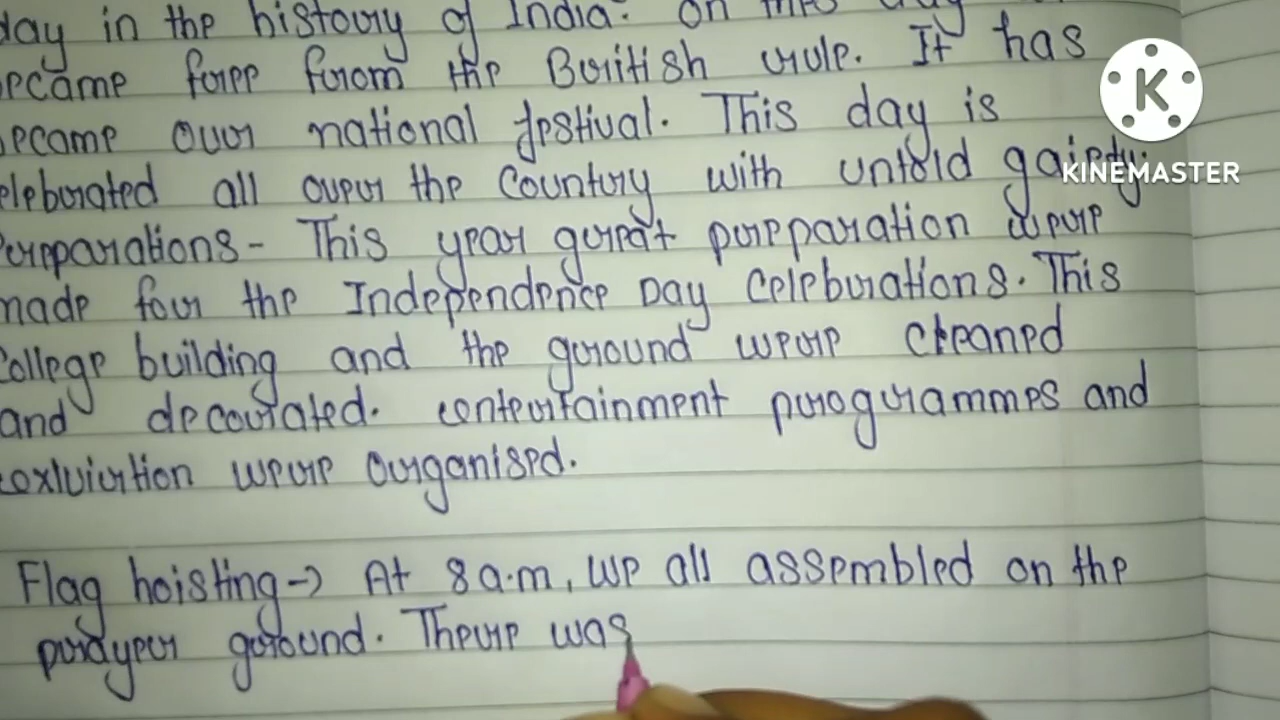 day in the history of India. On this day
became free from the British rule. It has
become our national festival. This day is
celebrated all over the country with untold gaiety.
Preparations - This year great preparation were
made for the Independence Day Celebrations. This
College building and the ground were cleaned
and decorated. entertainment programmes and
were organised.
Flag hoisting → At 8 a.m, we all assembled on the
prayer ground. There was
K
KINEMASTER